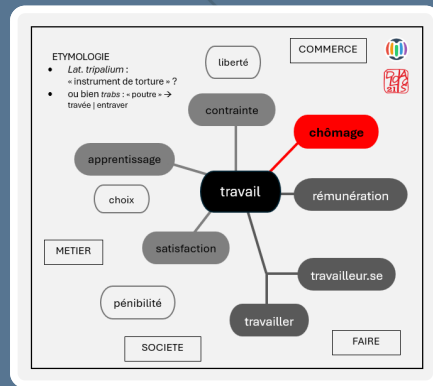 ETYMOLOGIE
• Lat. tripalium :
« instrument de torture » ?
• ou bien trabs : « poutre » →
travée | entraver
liberté
COMMERCE
contrainte
chômage
apprentissage
choix
travail
rémunération
METIER
satisfaction
travailleur.se
pénibilité
travailler
SOCIETE
FAIRE